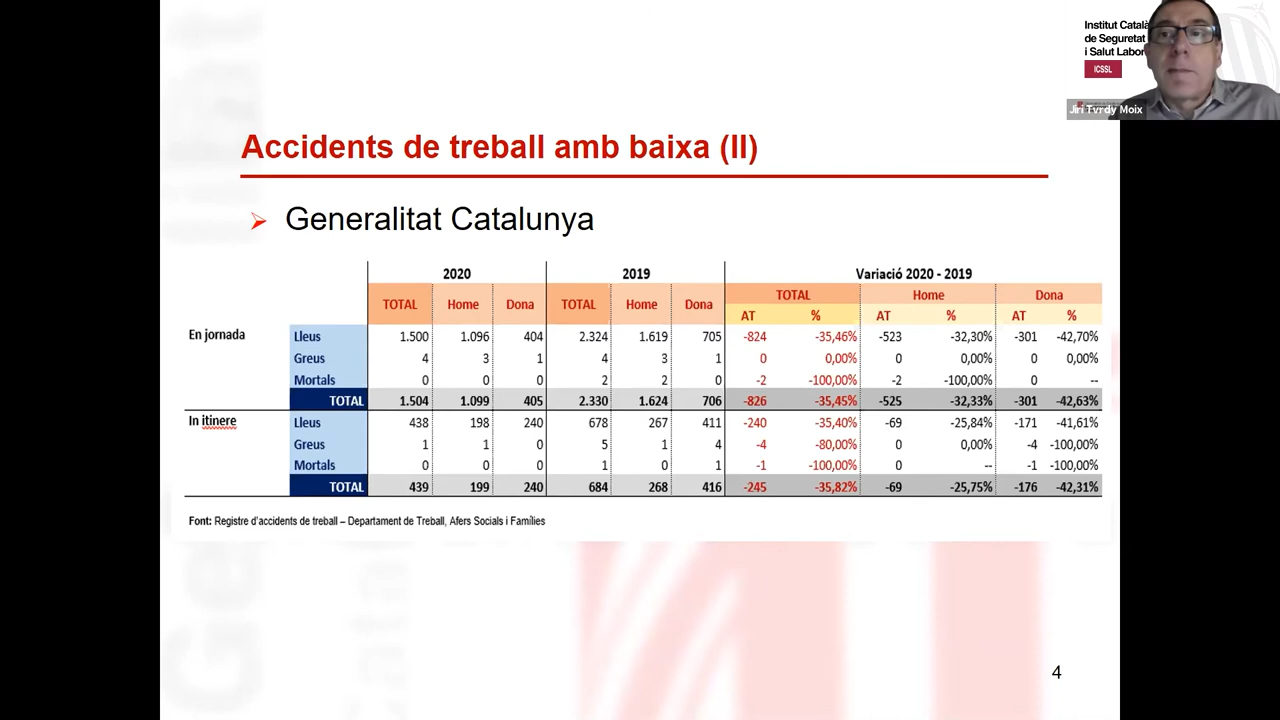 Institut Català
de Seguretat
i Salut Labor
ICSSL
Jiri Tvrdy Moix
Accidents de treball amb baixa (II)
Generalitat Catalunya
2020 2019 Variació 2020 - 2019
TOTAL Home Dona TOTAL Home Dona TOTAL Home Dona
AT % AT % AT %
En jornada Lleus 1.500 1.096 404 2.324 1.619 705 -824 -35,46% -523 -32,30% -301 -42,70%
Greus 4 3 1 4 3 1 0 0,00% 0 0,00% 0 0,00%
Mortals 0 0 0 2 2 0 -2 -100,00% -2 -100,00% 0 --
TOTAL 1.504 1.099 405 2.330 1.624 706 -826 -35,45% -525 -32,33% -301 -42,63%
In itinere Lleus 438 198 240 678 267 411 -240 -35,40% -69 -25,84% -171 -41,61%
Greus 1 1 0 5 1 4 -4 -80,00% 0 0,00% -4 -100,00%
Mortals 0 0 0 1 0 1 -1 -100,00% 0 -- -1 -100,00%
TOTAL 439 199 240 684 268 416 -245 -35,82% -69 -25,75% -176 -42,31%
Font: Registre d'accidents de treball – Departament de Treball, Afers Socials i Famílies
4